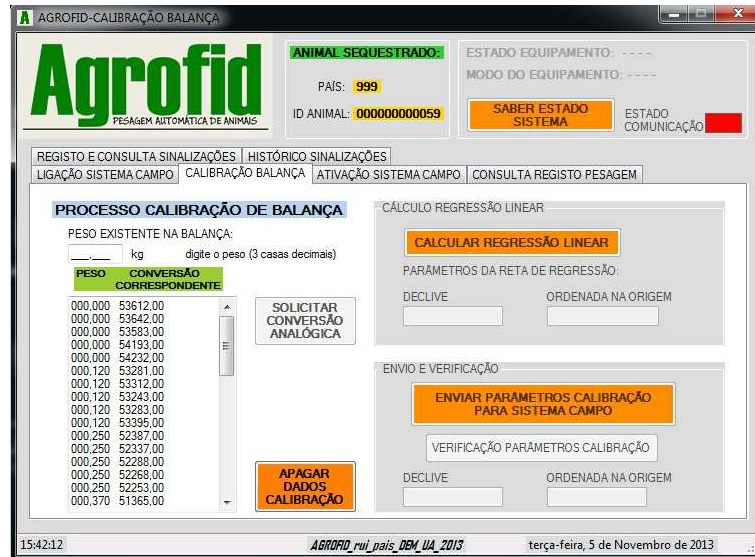 AGROFID-CALIBRAÇÃO BALANÇA
Agrofid
PESAGEM AUTOMÁTICA DE ANIMAIS
ANIMAL SEQUESTRADO:
PAÍS: 999
ID ANIMAL: 000000000059
ESTADO EQUIPAMENTO: - - - -
MODO DO EQUIPAMENTO: - - - -
SABER ESTADO
SISTEMA
ESTADO
COMUNICAÇÃO
REGISTO E CONSULTA SINALIZAÇÕES HISTÓRICO SINALIZAÇÕES
LIGAÇÃO SISTEMA CAMPO CALIBRAÇÃO BALANÇA ATIVAÇÃO SISTEMA CAMPO CONSULTA REGISTO PESAGEM
PROCESSO CALIBRAÇÃO DE BALANÇA
PESO EXISTENTE NA BALANÇA:
___,___ kg digite o peso (3 casas decimais)
PESO CONVERSÃO
CORRESPONDENTE
000,000 53612,00
000,000 53642,00
000,000 53583,00
000,000 54193,00
000,000 54232,00
000,120 53281,00
000,120 53312,00
000,120 53243,00
000,120 53283,00
000,120 53395,00
000,250 52387,00
000,250 52337,00
000,250 52288,00
000,250 52268,00
000,250 52253,00
000,370 51365,00
SOLICITAR
CONVERSÃO
ANALÓGICA
APAGAR
DADOS
CALIBRAÇÃO
CÁLCULO REGRESSÃO LINEAR
CALCULAR REGRESSÃO LINEAR
PARÂMETROS DA RETA DE REGRESSÃO:
DECLIVE ORDENADA NA ORIGEM
ENVIO E VERIFICAÇÃO
ENVIAR PARÂMETROS CALIBRAÇÃO
PARA SISTEMA CAMPO
VERIFICAÇÃO PARÂMETROS CALIBRAÇÃO
DECLIVE ORDENADA NA ORIGEM
15:42:12 AGROFID_rui_pais_DEM_UA_2013 terça-feira, 5 de Novembro de 2013